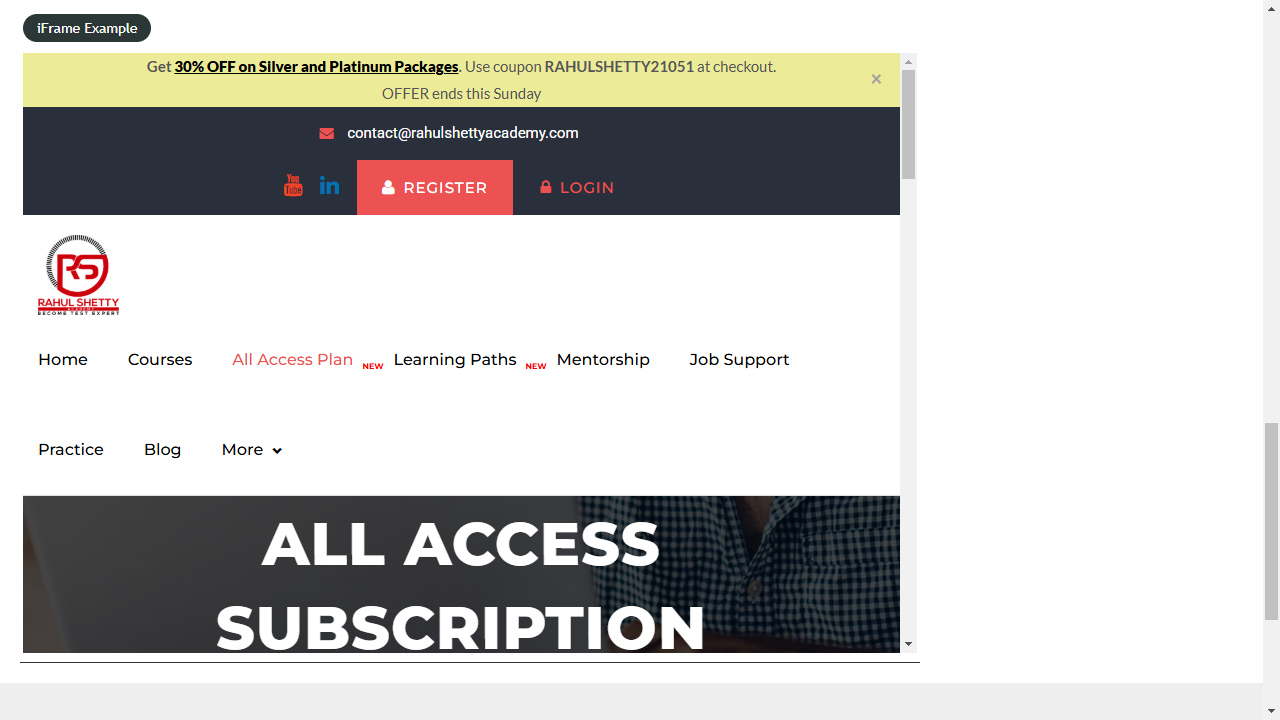 iFrame Example
Get 30% OFF on Silver and Platinum Packages. Use coupon RAHULSHETTY21051 at checkout.
OFFER ends this Sunday
×
contact@rahulshettyacademy.com
You
Tube
in
REGISTER
LOGIN
RS
RAHUL SHETTY
ACADEMY
BECOME TEST EXPERT
Home
Courses
All Access Plan
NEW
Learning Paths
NEW
Mentorship
Job Support
Practice
Blog
More
ALL ACCESS
SUBSCRIPTION